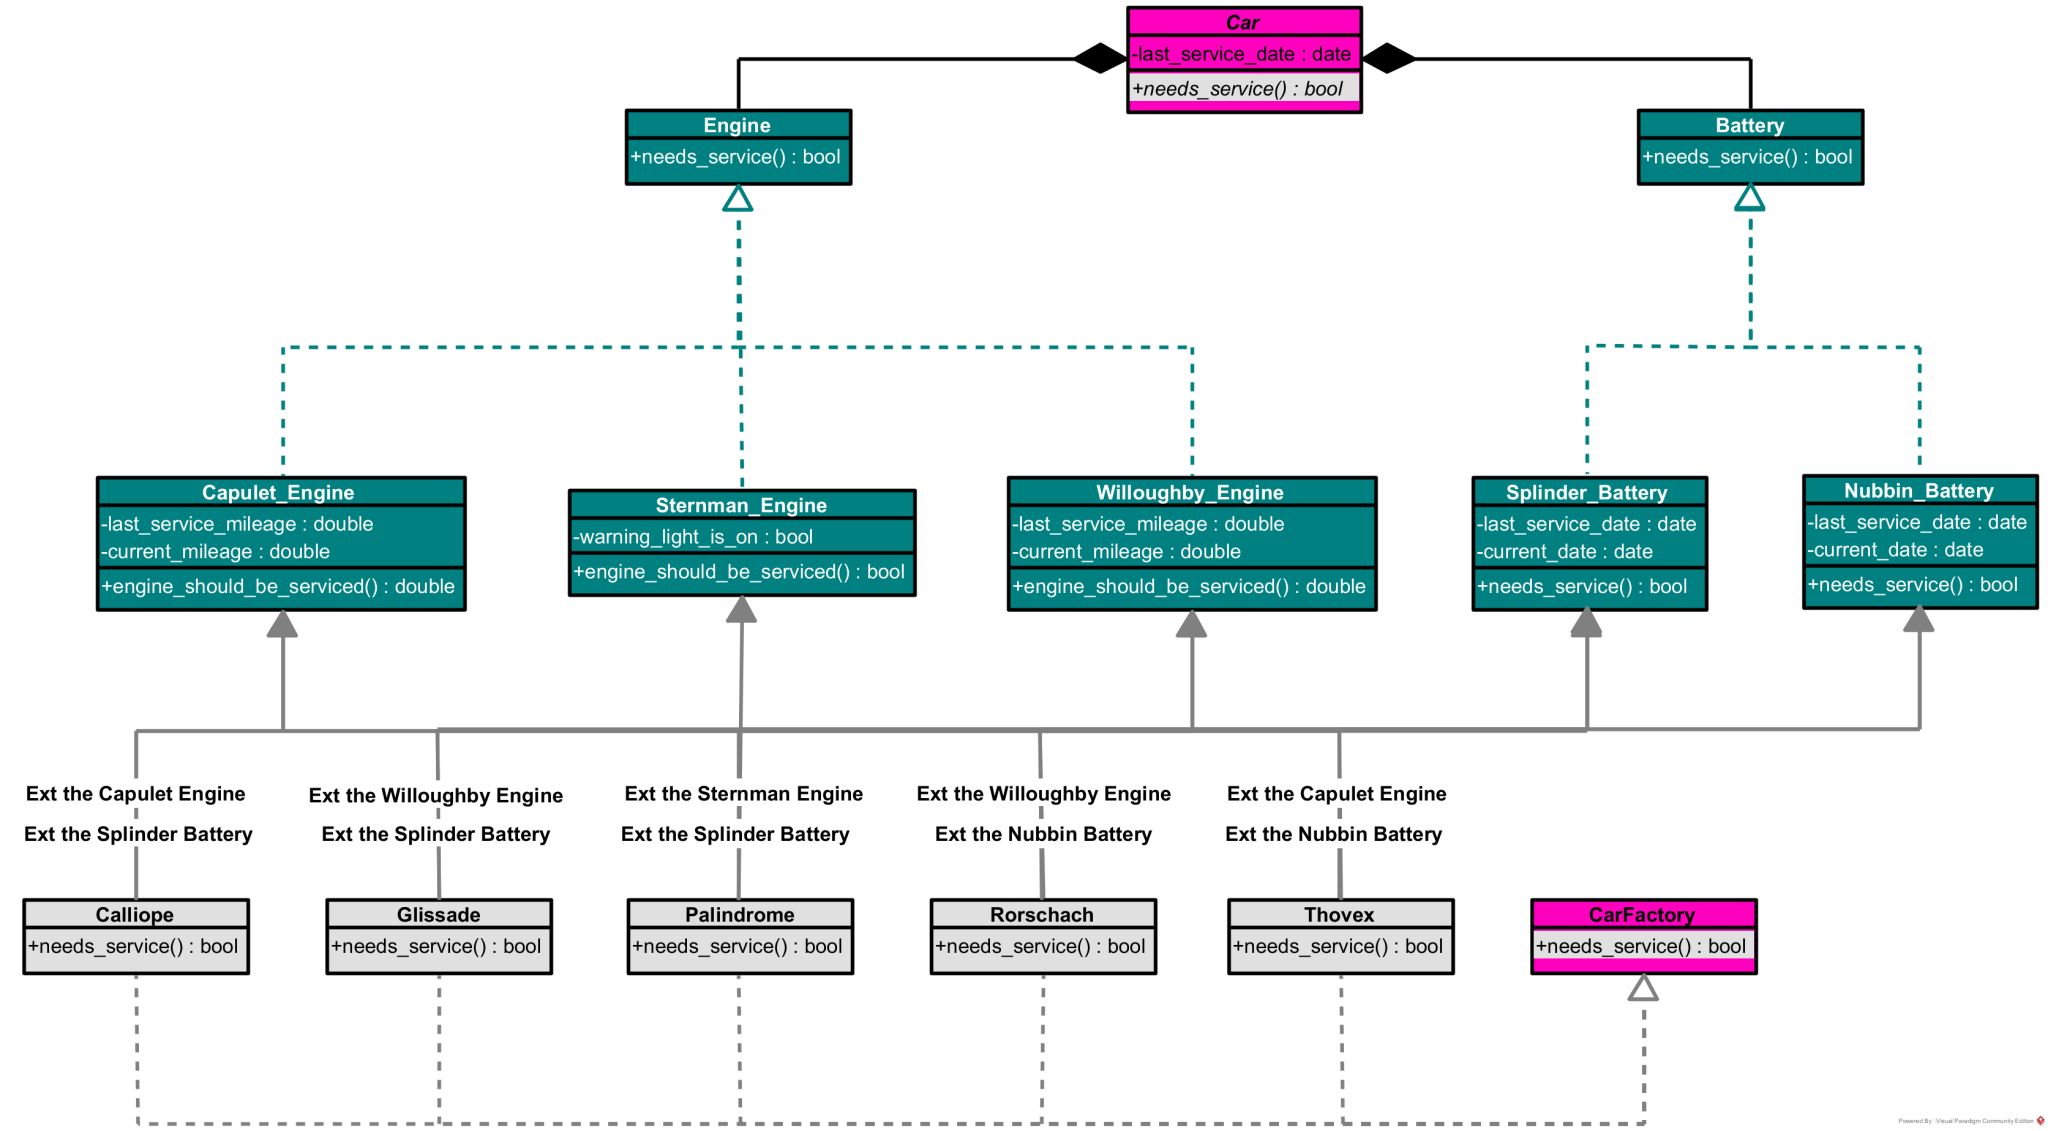 Car
-last_service_date : date
+needs_service() : bool
Engine
+needs_service() : bool
Battery
+needs_service() : bool
Capulet_Engine
-last_service_mileage : double
-current_mileage : double
+engine_should_be_serviced() : double
Sternman_Engine
-warning_light_is_on : bool
+engine_should_be_serviced() : bool
Willoughby_Engine
-last_service_mileage : double
-current_mileage : double
+engine_should_be_serviced() : double
Splinder_Battery
-last_service_date : date
-current_date : date
+needs_service() : bool
Nubbin_Battery
-last_service_date : date
-current_date : date
+needs_service() : bool
Ext the Capulet Engine
Ext the Splinder Battery
Ext the Willoughby Engine
Ext the Splinder Battery
Ext the Sternman Engine
Ext the Splinder Battery
Ext the Willoughby Engine
Ext the Nubbin Battery
Ext the Capulet Engine
Ext the Nubbin Battery
Calliope
+needs_service() : bool
Glissade
+needs_service() : bool
Palindrome
+needs_service() : bool
Rorschach
+needs_service() : bool
Thovex
+needs_service() : bool
CarFactory
+needs_service() : bool
Powered By Visual Paradigm Community Edition